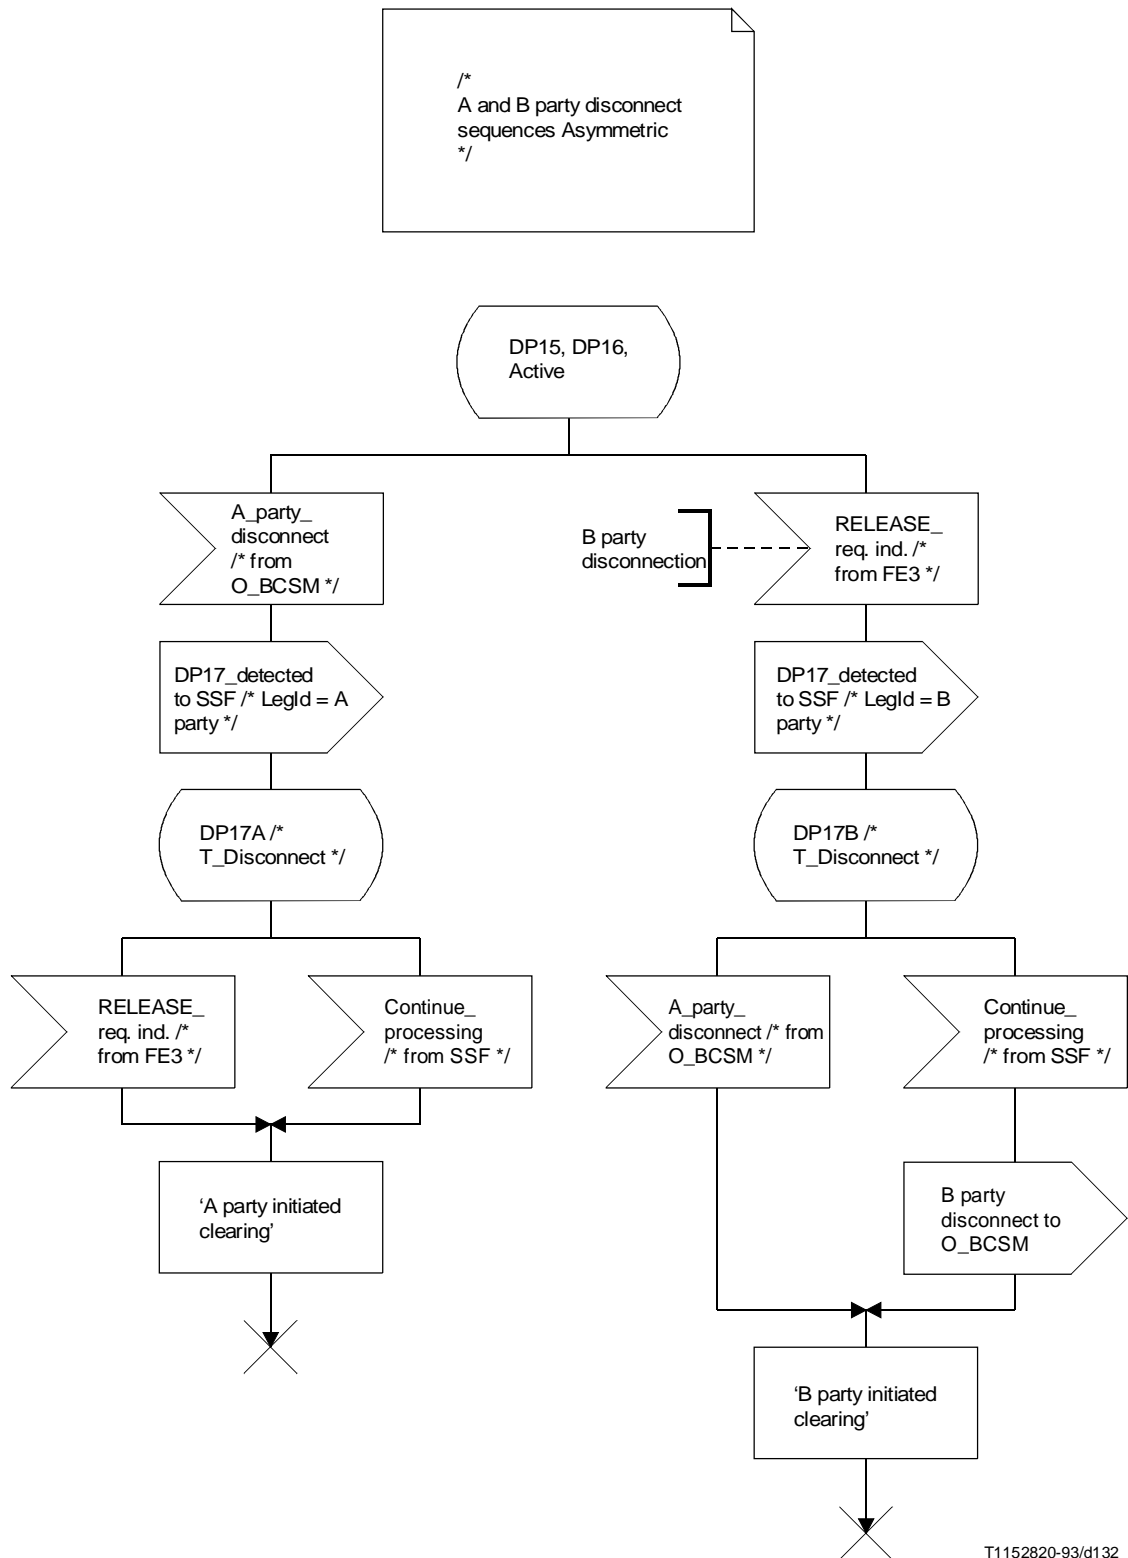 /*
A and B party disconnect
sequences Asymmetric
*/
DP15, DP16,
Active
A_party_
disconnect
/* from
O_BCSM */
B party
disconnection
RELEASE_
req. ind. /*
from FE3 */
DP17_detected
to SSF /* LegId = A
party */
DP17_detected
to SSF /* LegId = B
party */
DP17A /*
T_Disconnect */
DP17B /*
T_Disconnect */
RELEASE_
req. ind. /*
from FE3 */
Continue_
processing
/* from SSF */
A_party_
disconnect /* from
O_BCSM */
Continue_
processing
/* from SSF */
‘A party initiated
clearing’
B party
disconnect to
O_BCSM
‘B party initiated
clearing’
T1152820-93/d132